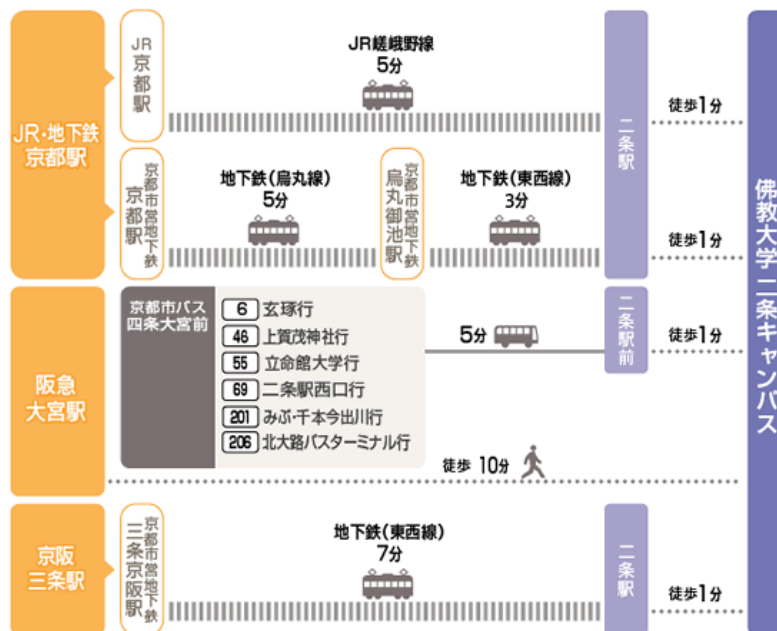 JR・地下鉄
京都駅
JR京都駅
JR嵯峨野線
5分
二条駅
徒歩1分
京都市営地下鉄
京都駅
地下鉄(烏丸線)
5分
京都市営地下鉄
烏丸御池駅
地下鉄(東西線)
3分
徒歩1分
阪急
大宮駅
京都市バス
四条大宮前
6 玄琢行
46 上賀茂神社行
55 立命館大学行
69 二条駅西口行
201 みぶ・千本今出川行
206 北大路バスターミナル行
5分
二条駅前
徒歩1分
徒歩 10分
京阪
三条駅
京都市営地下鉄
三条京阪駅
地下鉄(東西線)
7分
二条駅
徒歩1分
佛教大学 二条キャンパス